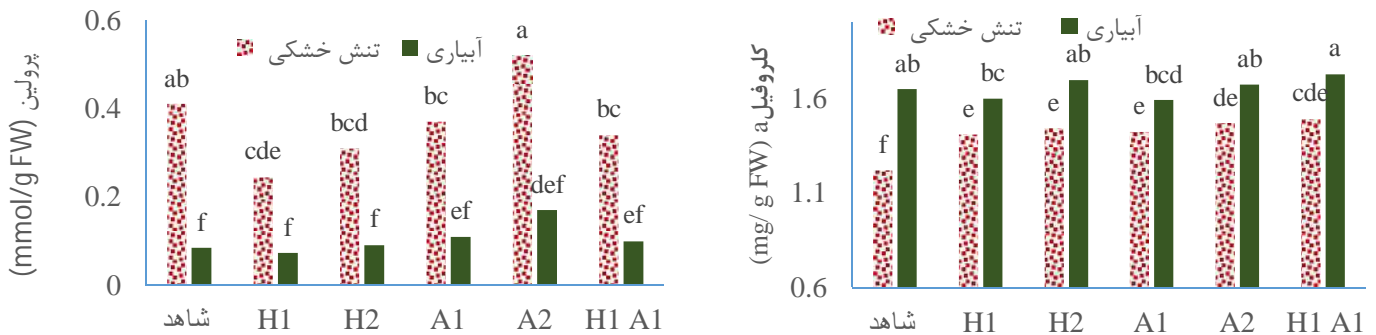 0.6
0.4
0.2
0
پرولین (mmol/g FW)
تنش خشکی آبیاری
ab f
cde f
bcd f
bc ef
a def
bc ef
شاهد H1 H2 A1 A2 H1 A1
1.6
1.1
0.6
کلروفیل a (mg/ g FW)
تنش خشکی آبیاری
f ab
e bc
e ab
e bcd
de ab
cde a
شاهد H1 H2 A1 A2 H1 A1